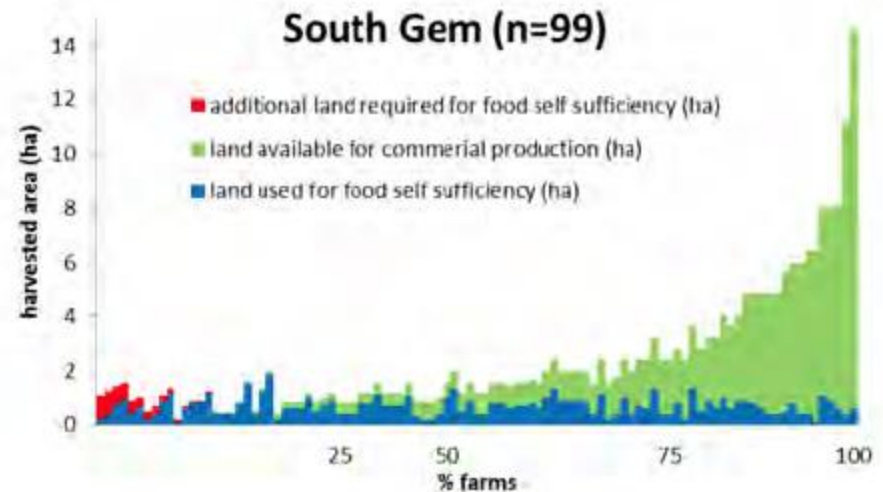 South Gem (n=99)
additional land required for food self sufficiency (ha)
land available for commerial production (ha)
land used for food self sufficiency (ha)
harvested area (ha)
14
12
10
8
6
4
2
0
25 50 75 100
% farms